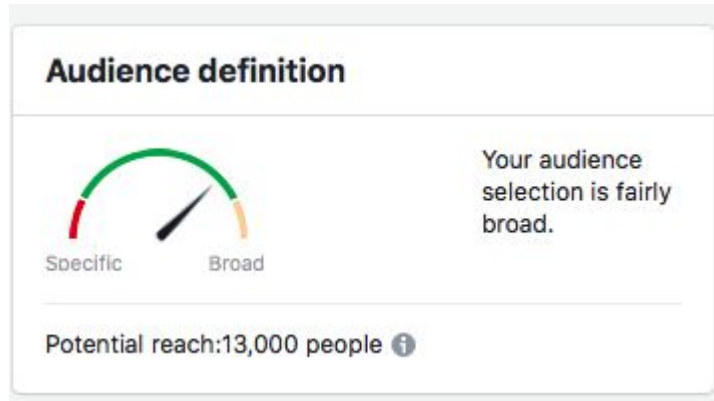 Audience definition
Your audience
selection is fairly
broad.
Specific Broad
Potential reach:13,000 people